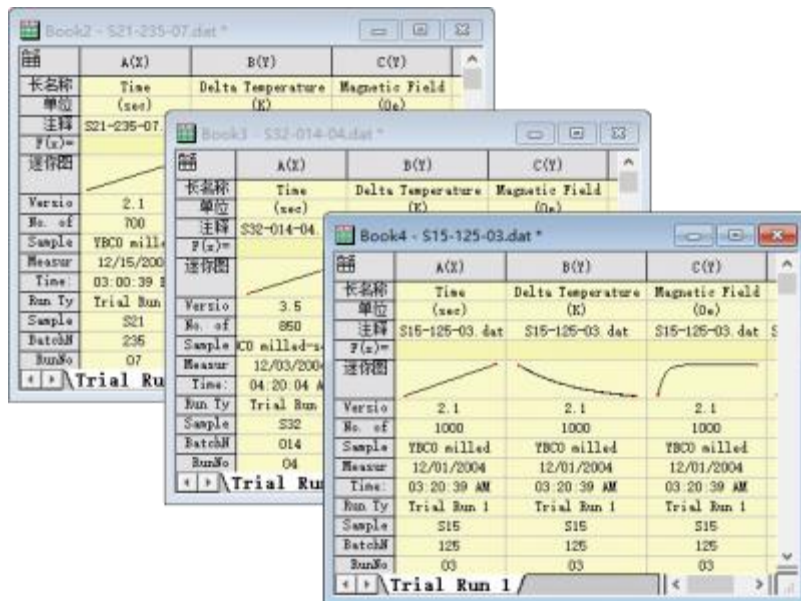 Book2 - S21-235-07.dat *
A(X) B(Y) C(Y)
长名称 Time Delta Temperature Magnetic Field
单位 (sec) (K) (Oe)
注释 S21-235-07.
F(x)=
迷你图
Versio 2.1
No. of 700
Sample YBCO mill
Measur 12/15/200
Time: 03:00:39
Run Ty Trial Run
Sample S21
BatchN 235
RunNo 07
Trial Ru
Book3 - S32-014-04.dat *
A(X) B(Y) C(Y)
长名称 Time Delta Temperature Magnetic Field
单位 (sec) (K) (Oe)
注释 S32-014-04.
F(x)=
迷你图
Versio 3.5
No. of 850
Sample CO milled-s
Measur 12/03/200
Time: 04:20:04 A
Run Ty Trial Run
Sample S32
BatchN 014
RunNo 04
Trial Ru
Book4 - S15-125-03.dat *
A(X) B(Y) C(Y)
长名称 Time Delta Temperature Magnetic Field
单位 (sec) (K) (Oe)
注释 S15-125-03.dat S15-125-03.dat S15-125-03.dat S
F(x)=
迷你图
Versio 2.1 2.1 2.1
No. of 1000 1000 1000
Sample YBCO milled YBCO milled YBCO milled
Measur 12/01/2004 12/01/2004 12/01/2004
Time: 03:20:39 AM 03:20:39 AM 03:20:39 AM
Run Ty Trial Run 1 Trial Run 1 Trial Run 1
Sample S15 S15 S15
BatchN 125 125 125
RunNo 03 03 03
Trial Run 1